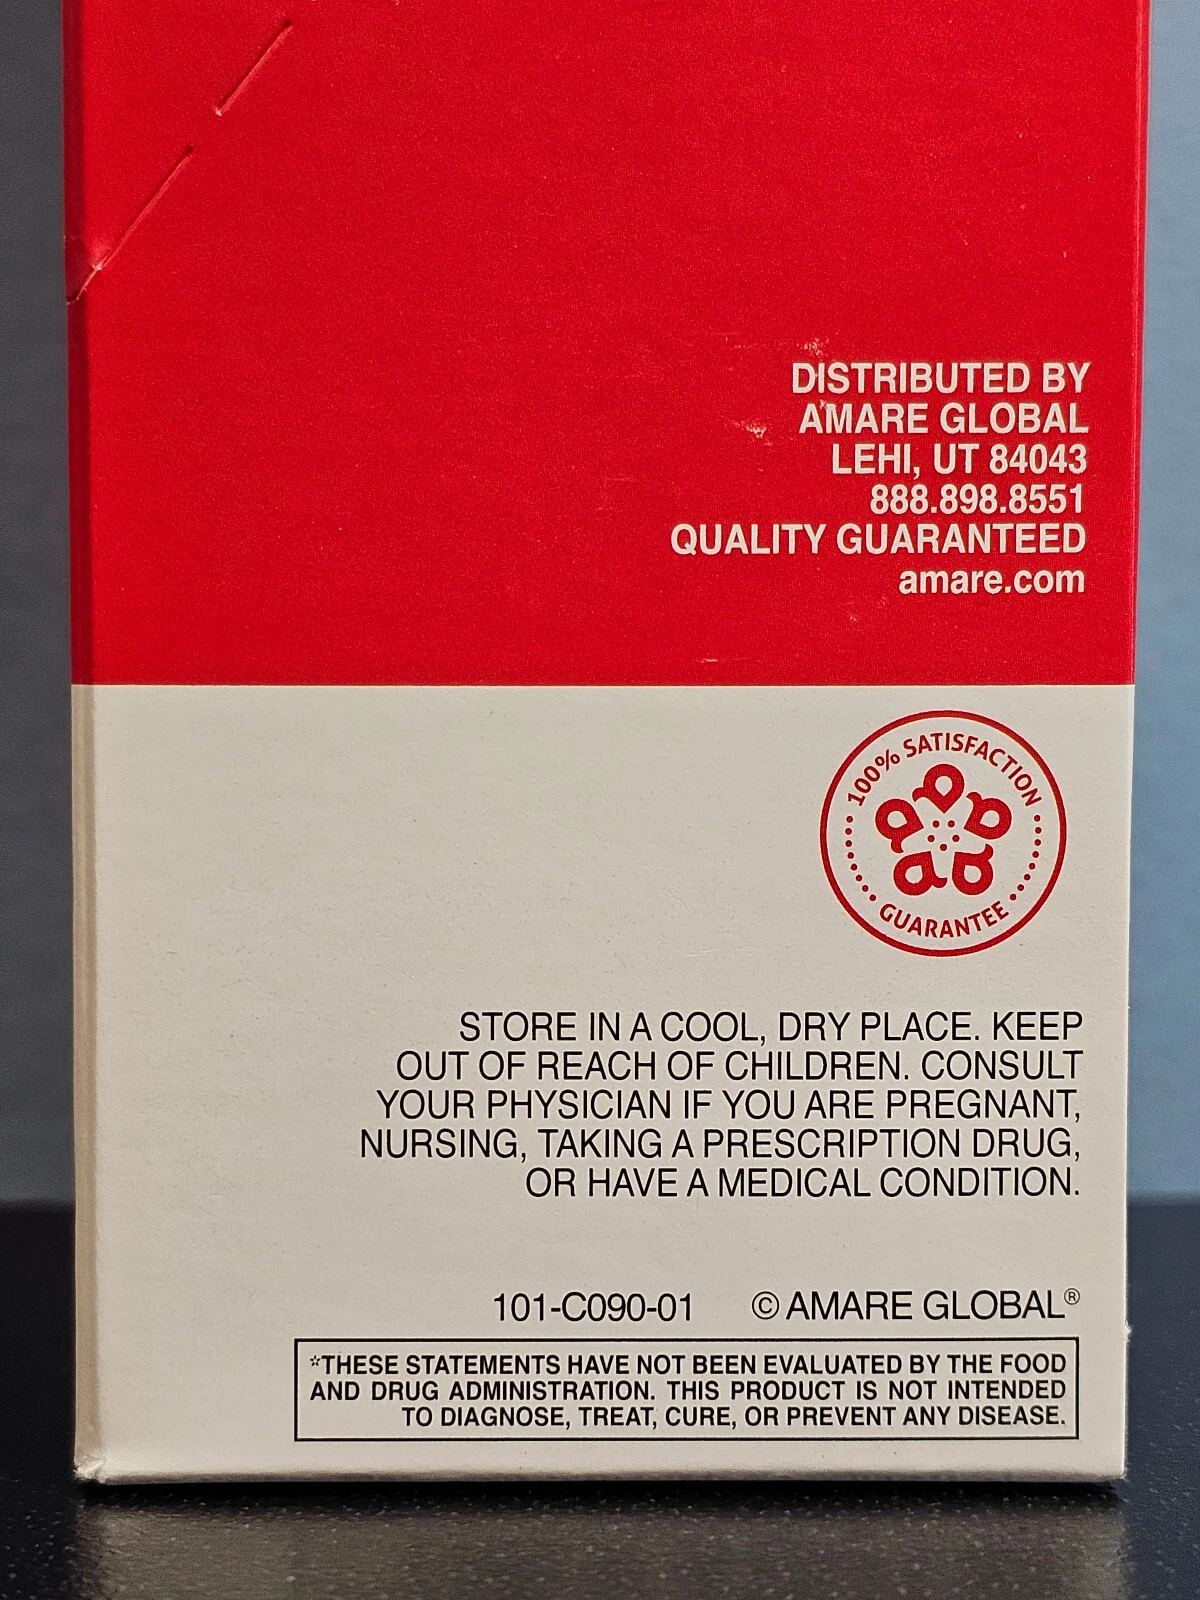 DISTRIBUTED BY
AMARE GLOBAL
LEHI, UT 84043
888.898.8551
QUALITY GUARANTEED
amare.com
100% SATISFACTION
GUARANTEE
STORE IN A COOL, DRY PLACE. KEEP
OUT OF REACH OF CHILDREN. CONSULT
YOUR PHYSICIAN IF YOU ARE PREGNANT,
NURSING, TAKING A PRESCRIPTION DRUG,
OR HAVE A MEDICAL CONDITION.
101-C090-01 © AMARE GLOBAL®
*THESE STATEMENTS HAVE NOT BEEN EVALUATED BY THE FOOD
AND DRUG ADMINISTRATION. THIS PRODUCT IS NOT INTENDED
TO DIAGNOSE, TREAT, CURE, OR PREVENT ANY DISEASE.